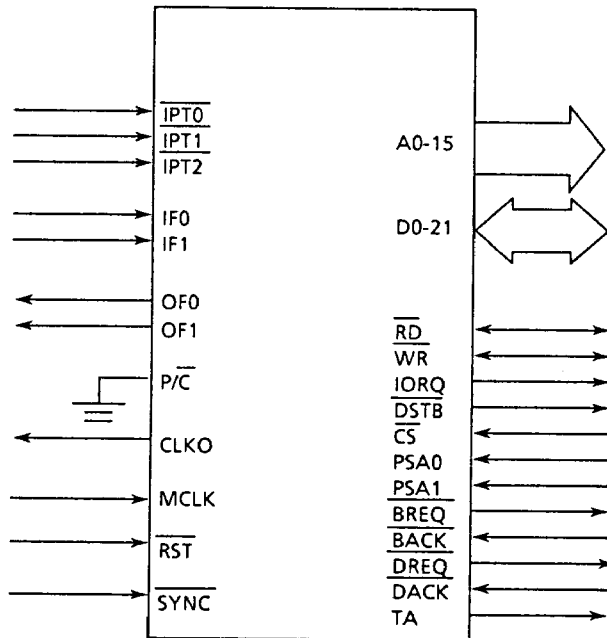 IPT0
IPT1
IPT2
IF0
IF1
OF0
OF1
P/C
CLKO
MCLK
RST
SYNC
A0-15
D0-21
RD
WR
IORQ
DSTB
CS
PSA0
PSA1
BREQ
BACK
DREQ
DACK
TA